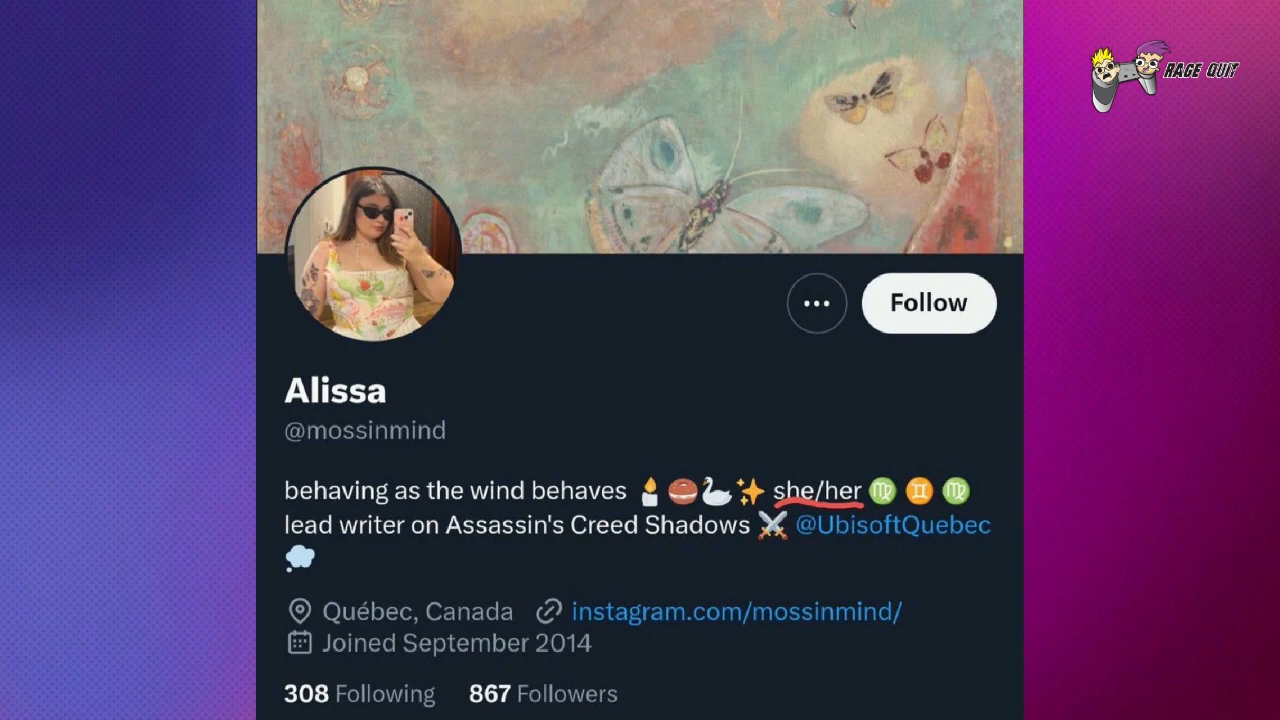 RAGE QUIT
Follow
Alissa
@mossinmind
behaving as the wind behaves 🕯️🍩🦢✨ she/her ♍ ♊ ♍
lead writer on Assassin's Creed Shadows ⚔️ @UbisoftQuebec
💭
Québec, Canada instagram.com/mossinmind/
Joined September 2014
308 Following 867 Followers